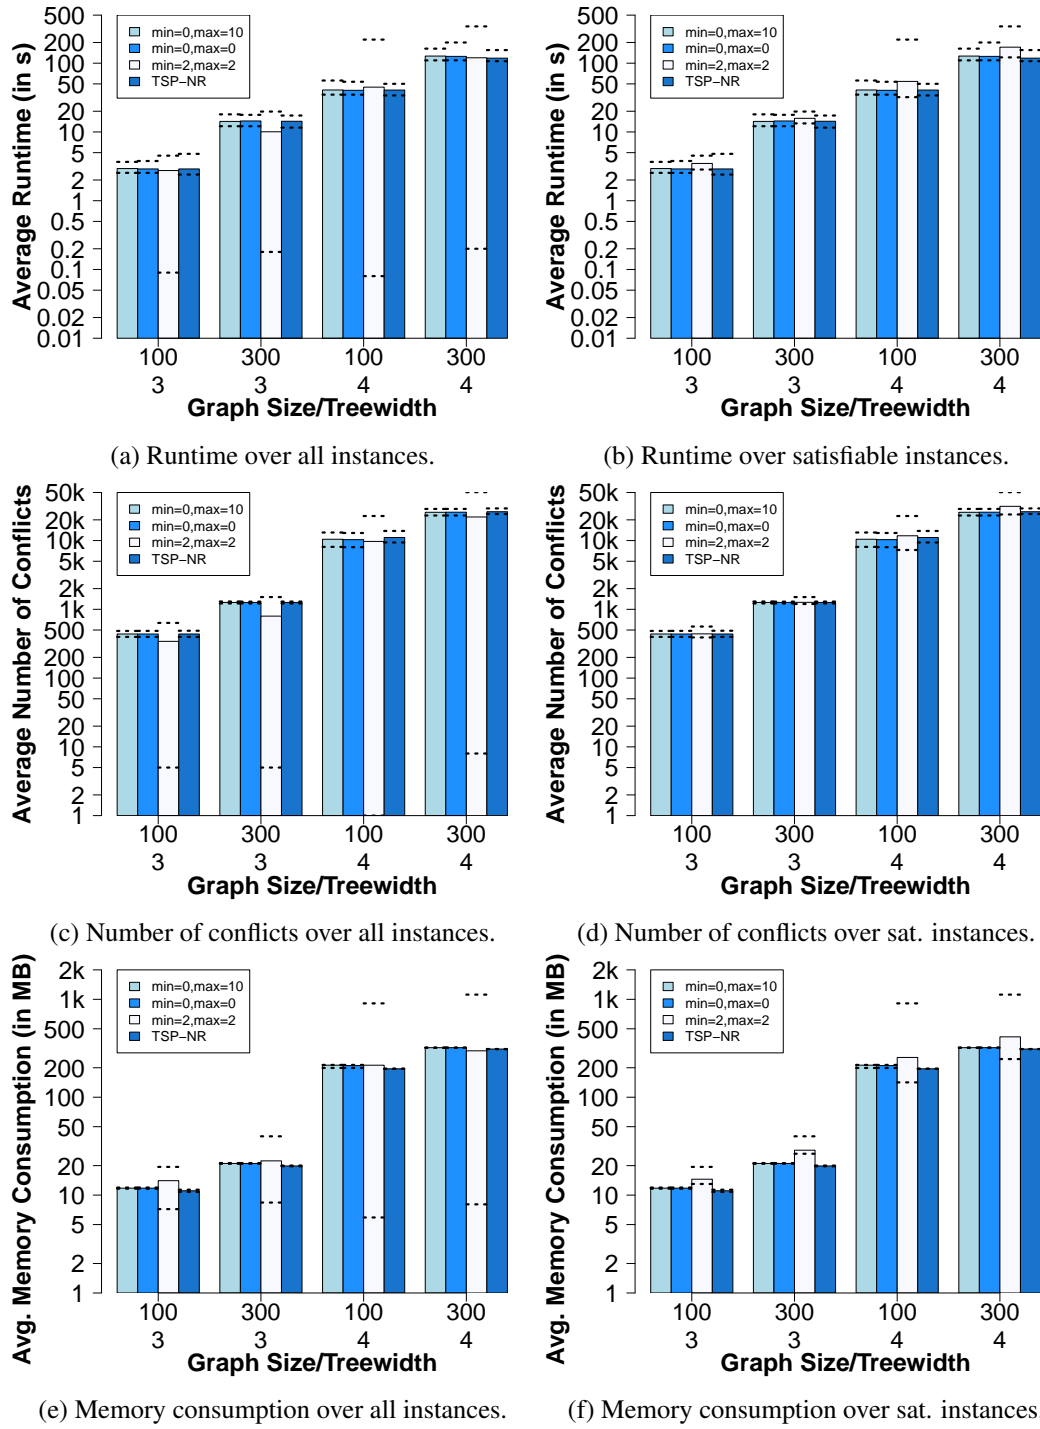 500
200
100
50
20
10
5
2
1
0.5
0.2
0.1
0.05
0.02
0.01
Average Runtime (in s)
min=0,max=10
min=0,max=0
min=2,max=2
TSP−NR
100 300 100 300
3 3 4 4
Graph Size/Treewidth
(a) Runtime over all instances.
500
200
100
50
20
10
5
2
1
0.5
0.2
0.1
0.05
0.02
0.01
Average Runtime (in s)
min=0,max=10
min=0,max=0
min=2,max=2
TSP−NR
100 300 100 300
3 3 4 4
Graph Size/Treewidth
(b) Runtime over satisfiable instances.
50k
20k
10k
5k
2k
1k
500
200
100
50
20
10
5
2
1
Average Number of Conflicts
min=0,max=10
min=0,max=0
min=2,max=2
TSP−NR
100 300 100 300
3 3 4 4
Graph Size/Treewidth
(c) Number of conflicts over all instances.
50k
20k
10k
5k
2k
1k
500
200
100
50
20
10
5
2
1
Average Number of Conflicts
min=0,max=10
min=0,max=0
min=2,max=2
TSP−NR
100 300 100 300
3 3 4 4
Graph Size/Treewidth
(d) Number of conflicts over sat. instances.
2k
1k
500
200
100
50
20
10
5
2
1
Avg. Memory Consumption (in MB)
min=0,max=10
min=0,max=0
min=2,max=2
TSP−NR
100 300 100 300
3 3 4 4
Graph Size/Treewidth
(e) Memory consumption over all instances.
2k
1k
500
200
100
50
20
10
5
2
1
Avg. Memory Consumption (in MB)
min=0,max=10
min=0,max=0
min=2,max=2
TSP−NR
100 300 100 300
3 3 4 4
Graph Size/Treewidth
(f) Memory consumption over sat. instances.